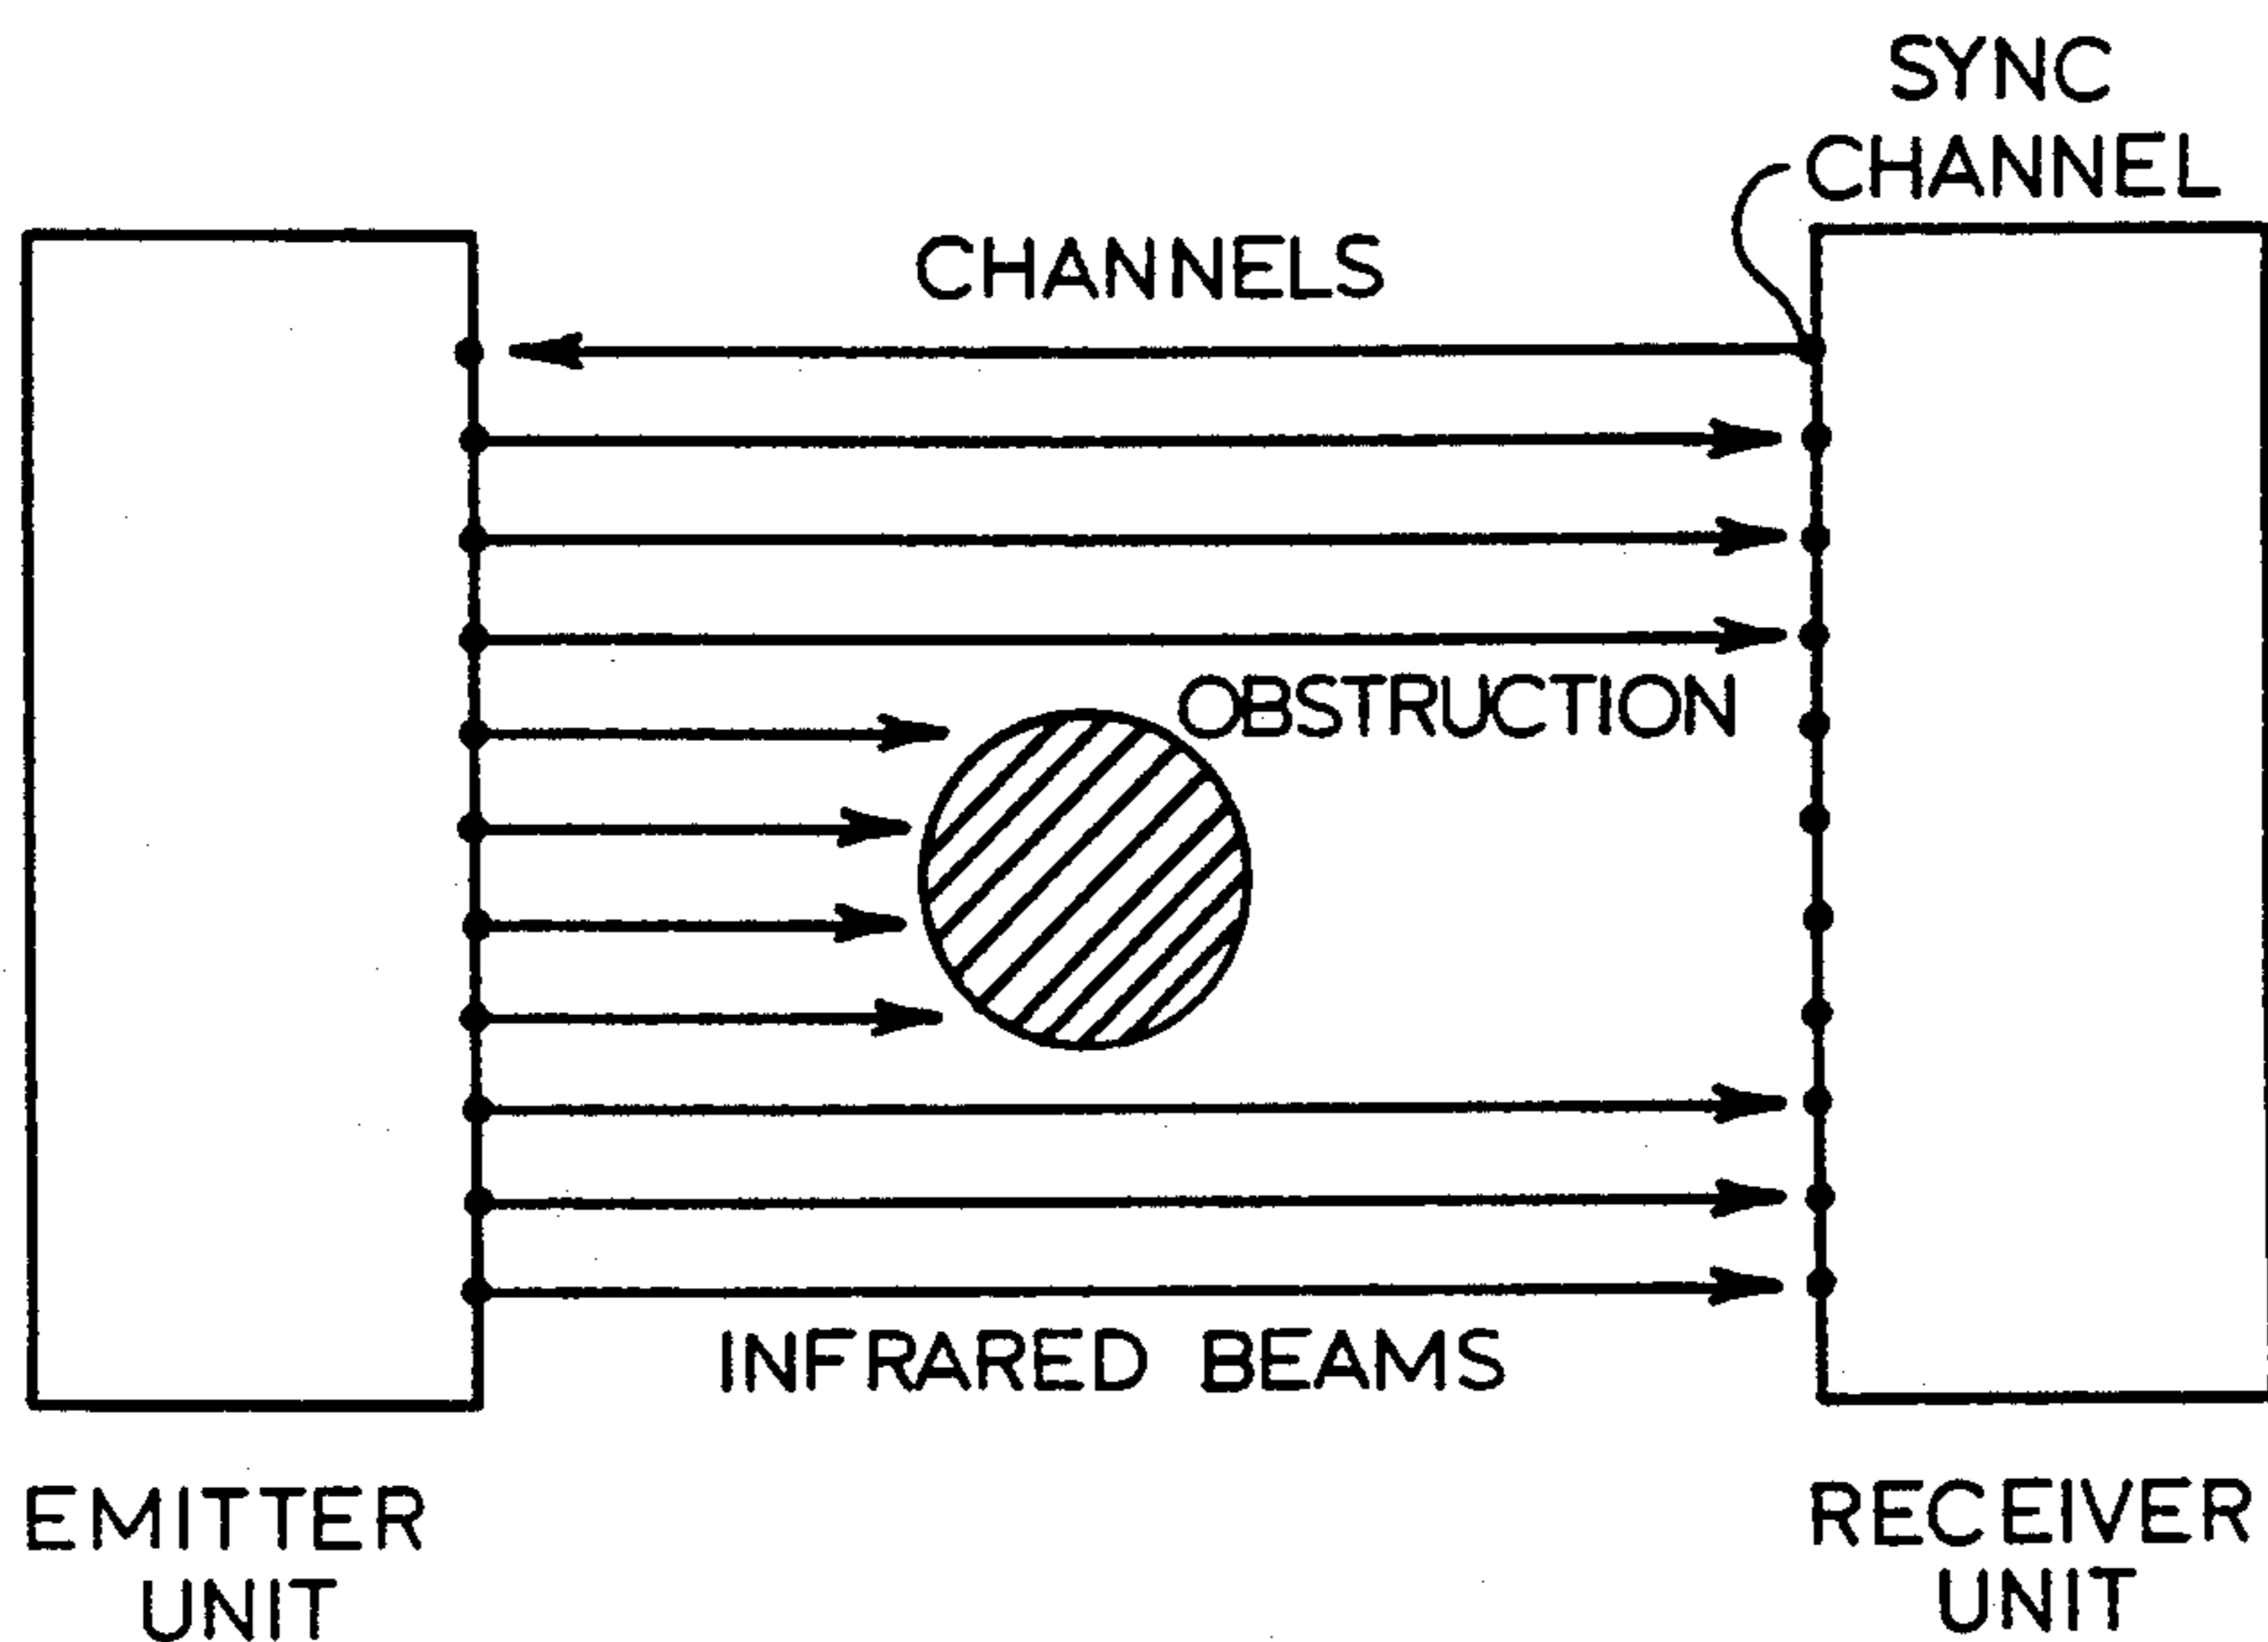 SYNC
CHANNEL
CHANNELS
OBSTRUCTION
INFRARED BEAMS
EMITTER
UNIT
RECEIVER
UNIT